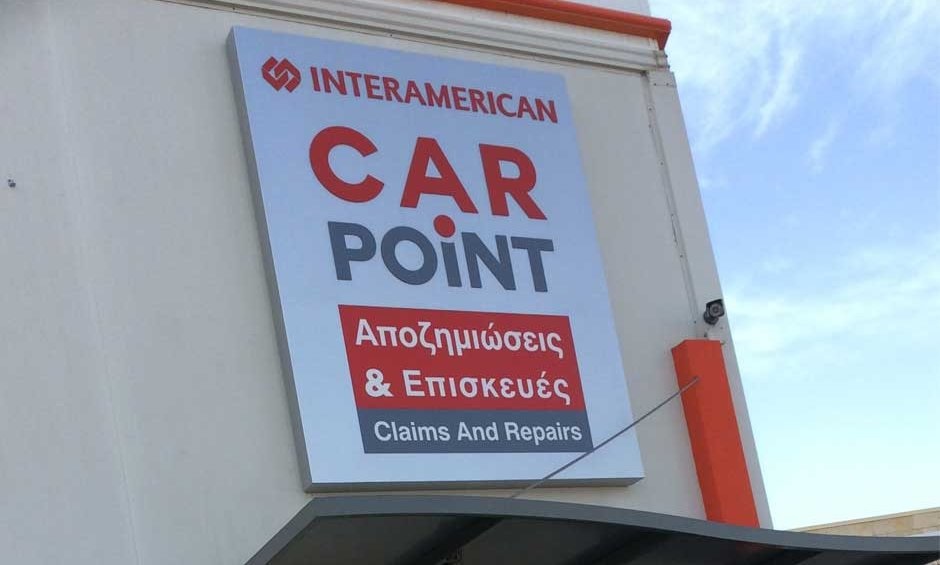 INTERAMERICAN
CAR
POiNT
Αποζημιώσεις
& Επισκευές
Claims And Repairs